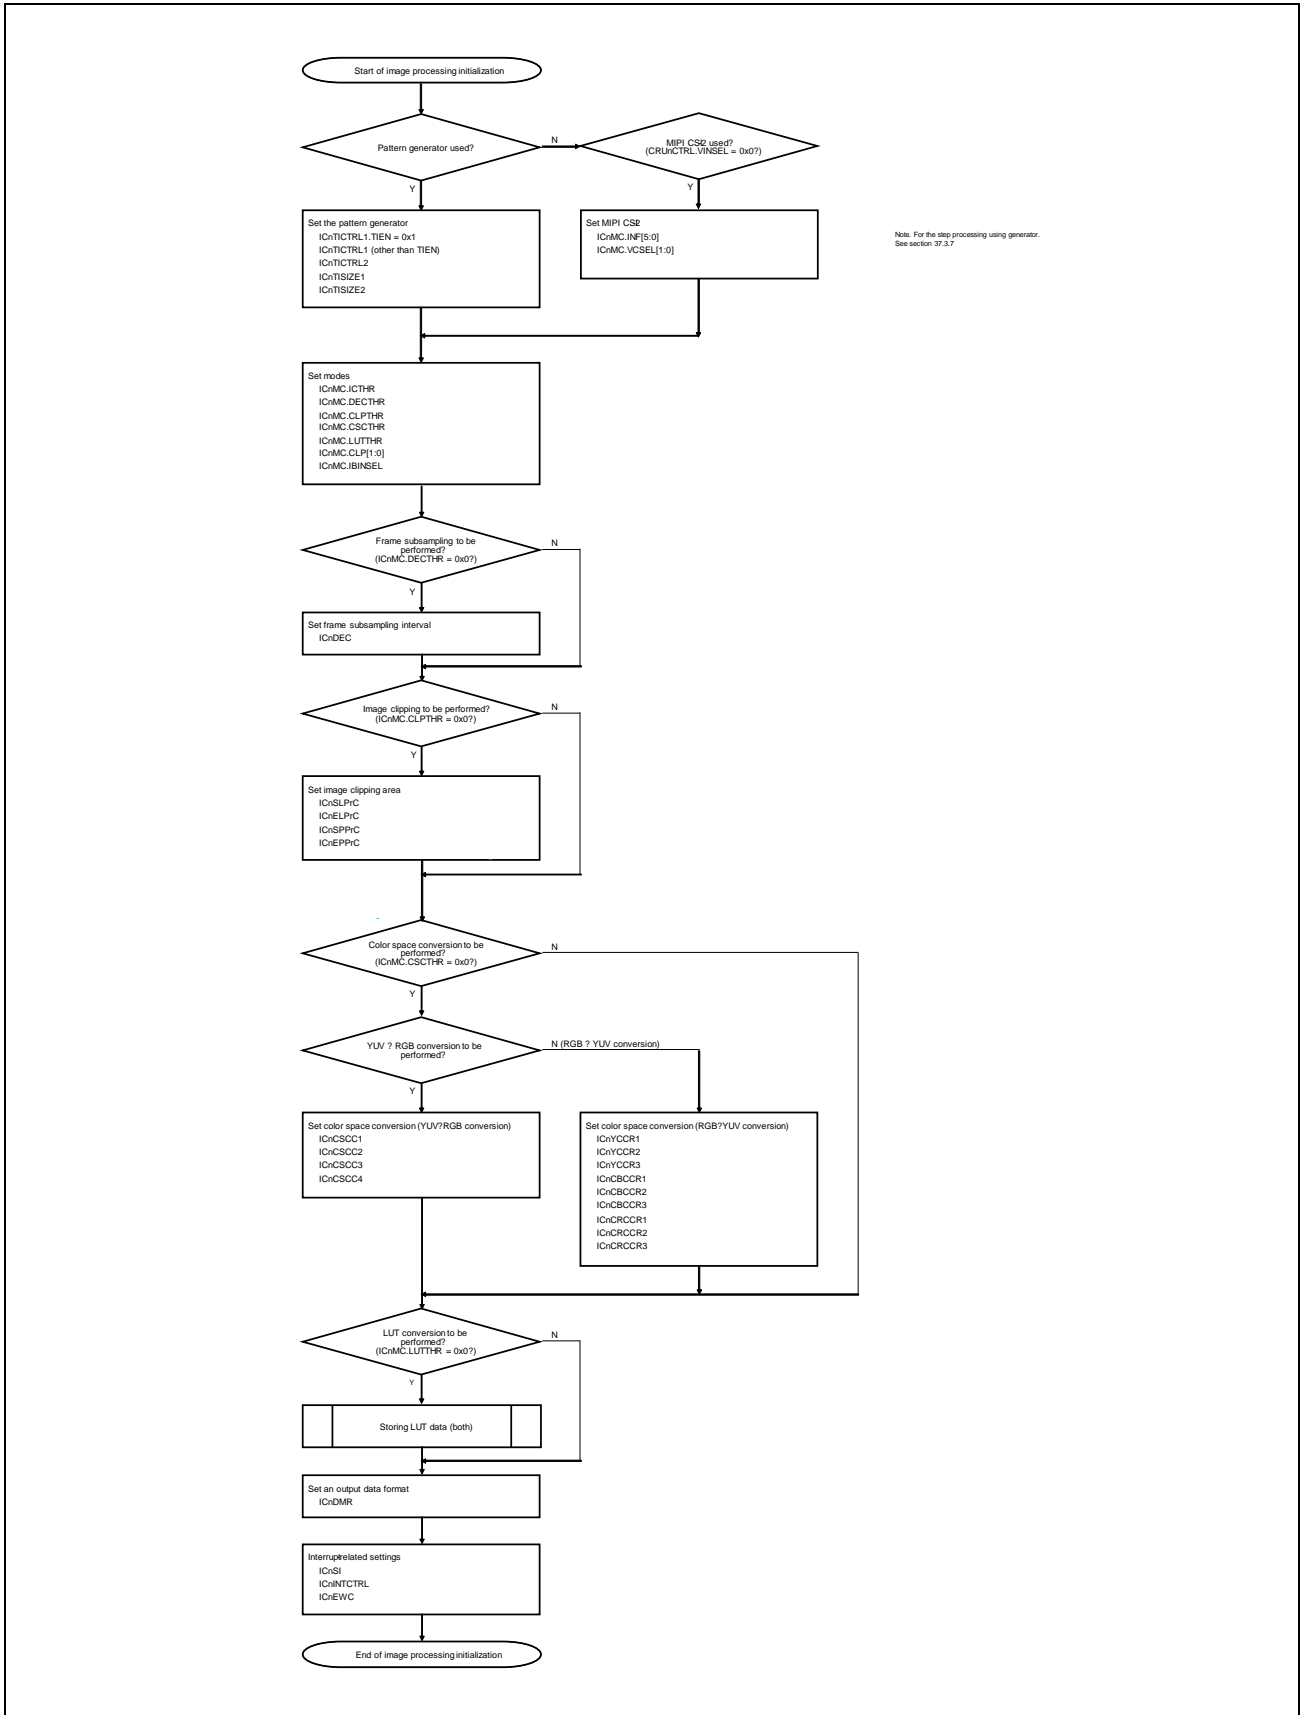 Start of image processing initialization
Pattern generator used?
N
MIPI CSI2 used?
(CRUnCTRL.VINSEL = 0x0?)
Y
Y
Set the pattern generator
ICnTICTRL1.TIEN = 0x1
ICnTICTRL1 (other than TIEN)
ICnTICTRL2
ICnTISIZE1
ICnTISIZE2
Set MIPI CSI2
ICnMC.INF[5:0]
ICnMC.VCSEL[1:0]
Note. For the step processing using generator.
See section 37.3.7
Set modes
ICnMC.ICTHR
ICnMC.DECTHR
ICnMC.CLPTHR
ICnMC.CSCTHR
ICnMC.LUTTHR
ICnMC.CLP[1:0]
ICnMC.IBINSEL
Frame subsampling to be
performed?
(ICnMC.DECTHR = 0x0?)
N
Y
Set frame subsampling interval
ICnDEC
Image clipping to be performed?
(ICnMC.CLPTHR = 0x0?)
N
Y
Set image clipping area
ICnSLPrC
ICnELPrC
ICnSPPrC
ICnEPPrC
Color space conversion to be
performed?
(ICnMC.CSCTHR = 0x0?)
N
Y
YUV ? RGB conversion to be
performed?
N (RGB ? YUV conversion)
Y
Set color space conversion (YUV?RGB conversion)
ICnCSCC1
ICnCSCC2
ICnCSCC3
ICnCSCC4
Set color space conversion (RGB?YUV conversion)
ICnYCCR1
ICnYCCR2
ICnYCCR3
ICnCBCCR1
ICnCBCCR2
ICnCBCCR3
ICnCRCCR1
ICnCRCCR2
ICnCRCCR3
LUT conversion to be
performed?
(ICnMC.LUTTHR = 0x0?)
N
Y
Storing LUT data (both)
Set an output data format
ICnDMR
Interrupt-related settings
ICnSI
ICnINTCTRL
ICnEWC
End of image processing initialization